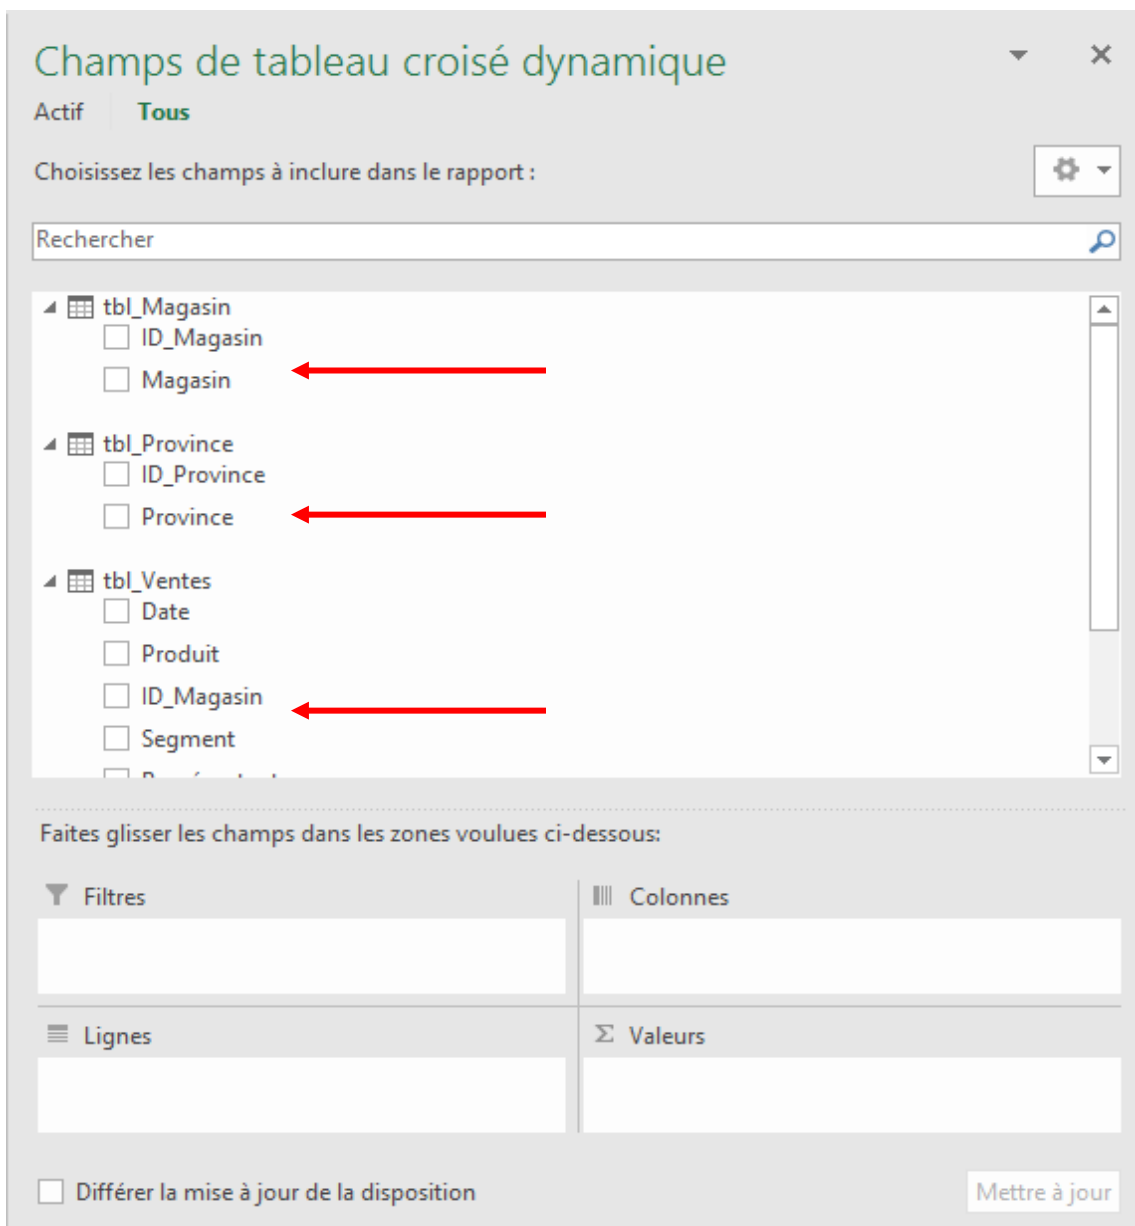 Champs de tableau croisé dynamique
Actif Tous
Choisissez les champs à inclure dans le rapport :
Rechercher
tbl_Magasin
ID_Magasin
Magasin
tbl_Province
ID_Province
Province
tbl_Ventes
Date
Produit
ID_Magasin
Segment
Faites glisser les champs dans les zones voulues ci-dessous:
Filtres
Colonnes
Lignes
Σ Valeurs
Différer la mise à jour de la disposition
Mettre à jour